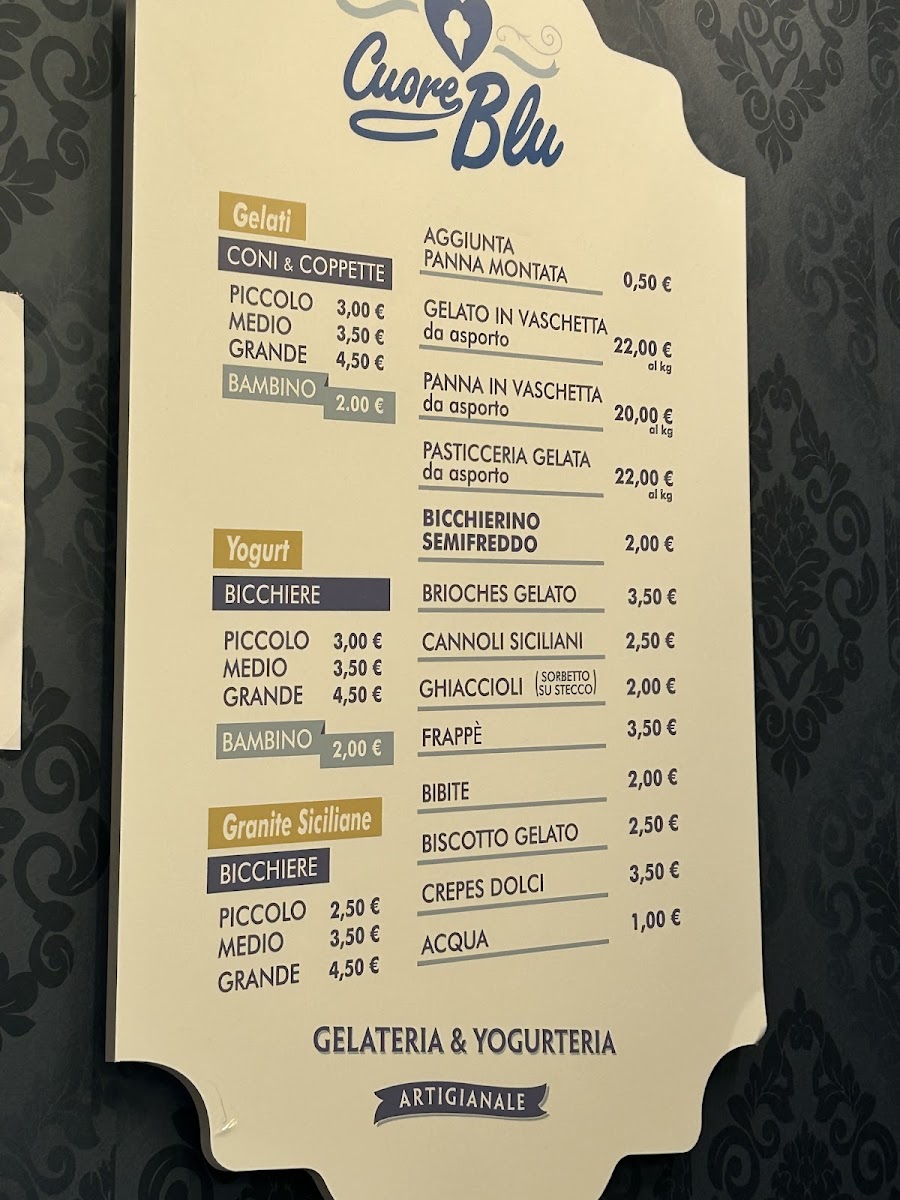 Cuore
Blu
Gelati
CONI & COPPETTE
PICCOLO 3,00 €
MEDIO 3,50 €
GRANDE 4,50 €
BAMBINO 2.00 €
Yogurt
BICCHIERE
PICCOLO 3,00 €
MEDIO 3,50 €
GRANDE 4,50 €
BAMBINO 2,00 €
Granite Siciliane
BICCHIERE
PICCOLO 2,50 €
MEDIO 3,50 €
GRANDE 4,50 €
AGGIUNTA
PANNA MONTATA 0,50 €
GELATO IN VASCHETTA
da asporto 22,00 €
al kg
PANNA IN VASCHETTA
da asporto 20,00 €
al kg
PASTICCERIA GELATA
da asporto 22,00 €
al kg
BICCHIERINO
SEMIFREDDO 2,00 €
BRIOCHES GELATO 3,50 €
CANNOLI SICILIANI 2,50 €
GHIACCIOLI (SORBETTO SU STECCO) 2,00 €
FRAPPÈ 3,50 €
BIBITE 2,00 €
BISCOTTO GELATO 2,50 €
CREPES DOLCI 3,50 €
ACQUA 1,00 €
GELATERIA & YOGURTERIA
ARTIGIANALE